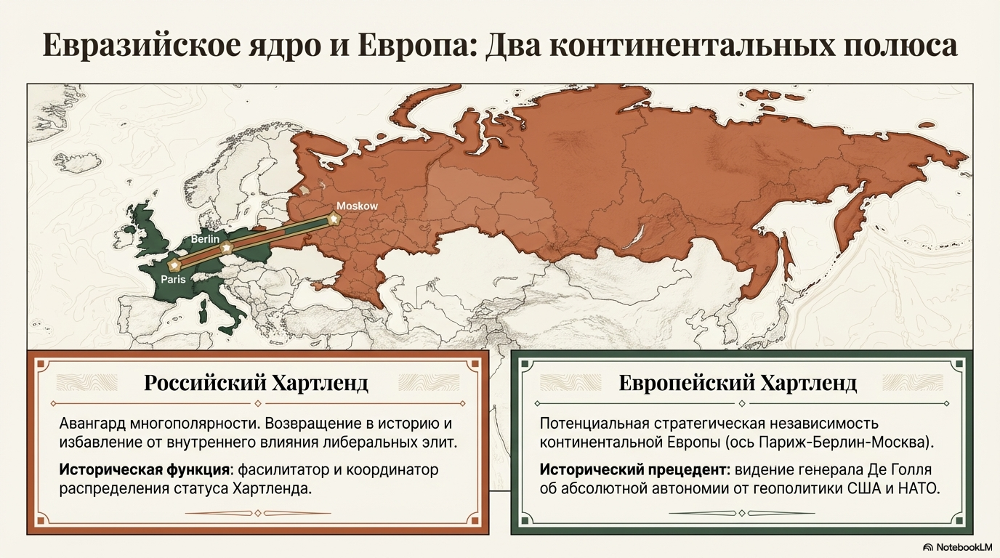 Евразийское ядро и Европа: Два континентальных полюса
Moskow
Berlin
Paris
Российский Хартленд
Авангард многополярности. Возвращение в историю и
избавление от внутреннего влияния либеральных элит.
Историческая функция: фасилитатор и координатор
распределения статуса Хартленда.
Европейский Хартленд
Потенциальная стратегическая независимость
континентальной Европы (ось Париж-Берлин-Москва).
Исторический прецедент: видение генерала Де Голля
об абсолютной автономии от геополитики США и НАТО.
NotebookLM